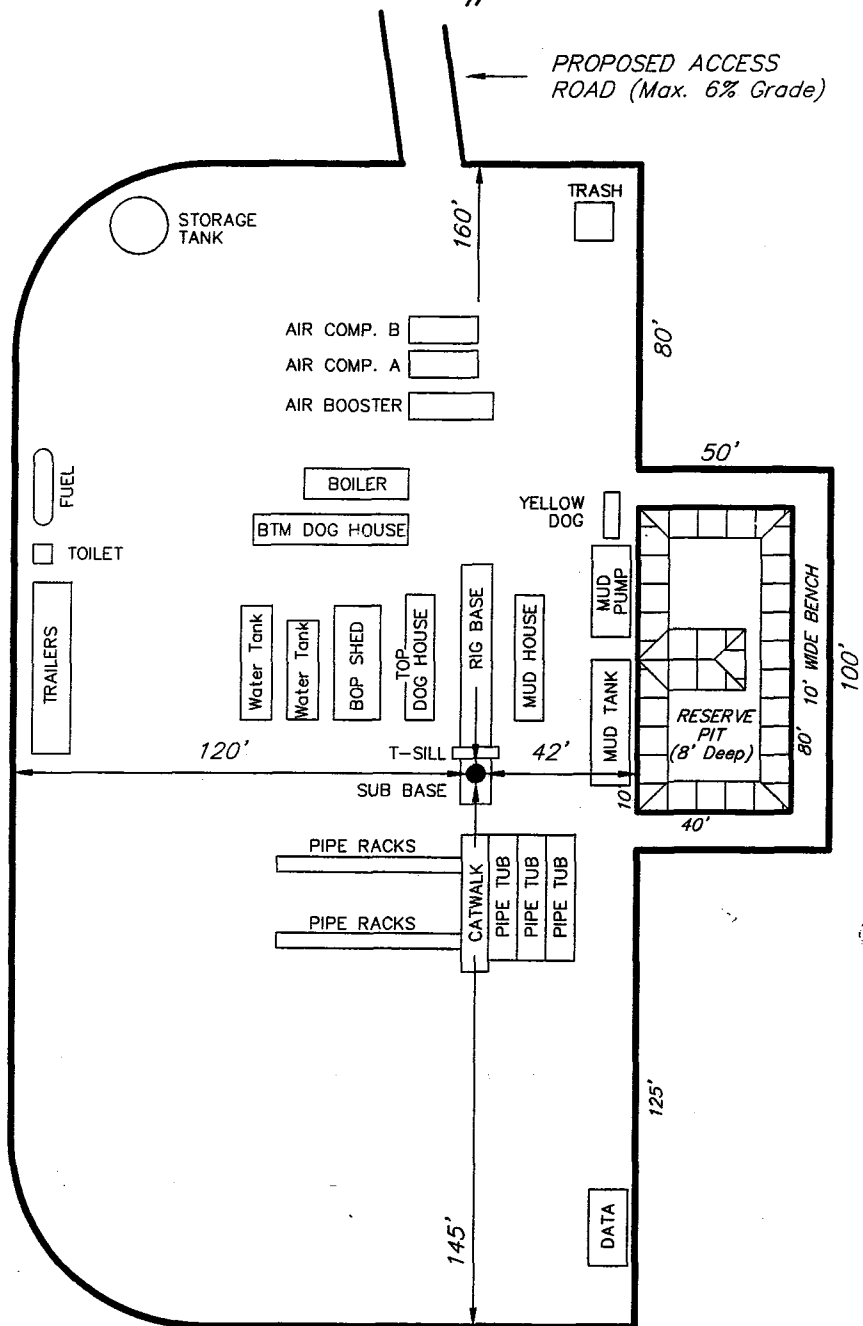 PROPOSED ACCESS
ROAD (Max. 6% Grade)
STORAGE
TANK
160'
TRASH
AIR COMP. B
AIR COMP. A
AIR BOOSTER
80'
50'
FUEL
BOILER
YELLOW
DOG
BTM DOG HOUSE
TOILET
TRAILERS
Water Tank
Water Tank
BOP SHED
TOP
DOG HOUSE
RIG BASE
MUD HOUSE
MUD
PUMP
MUD TANK
RESERVE
PIT
(8' Deep)
10' WIDE BENCH
80'
100'
120'
T-SILL
42'
SUB BASE
10'
40'
PIPE RACKS
PIPE RACKS
CATWALK
PIPE TUB
PIPE TUB
PIPE TUB
125'
145'
DATA